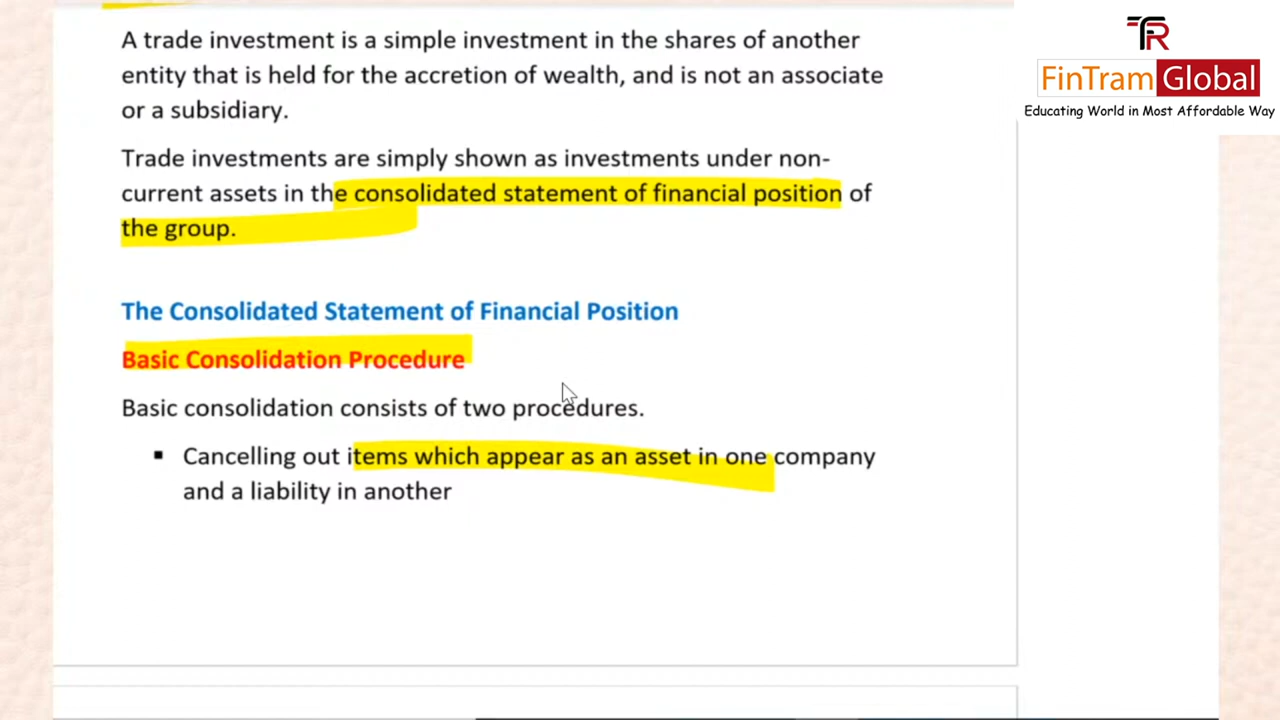 A trade investment is a simple investment in the shares of another
entity that is held for the accretion of wealth, and is not an associate
or a subsidiary.
Trade investments are simply shown as investments under non-
current assets in the consolidated statement of financial position of
the group.
The Consolidated Statement of Financial Position
Basic Consolidation Procedure
Basic consolidation consists of two procedures.
▪ Cancelling out items which appear as an asset in one company
and a liability in another
TR
FinTram Global
Educating World in Most Affordable Way